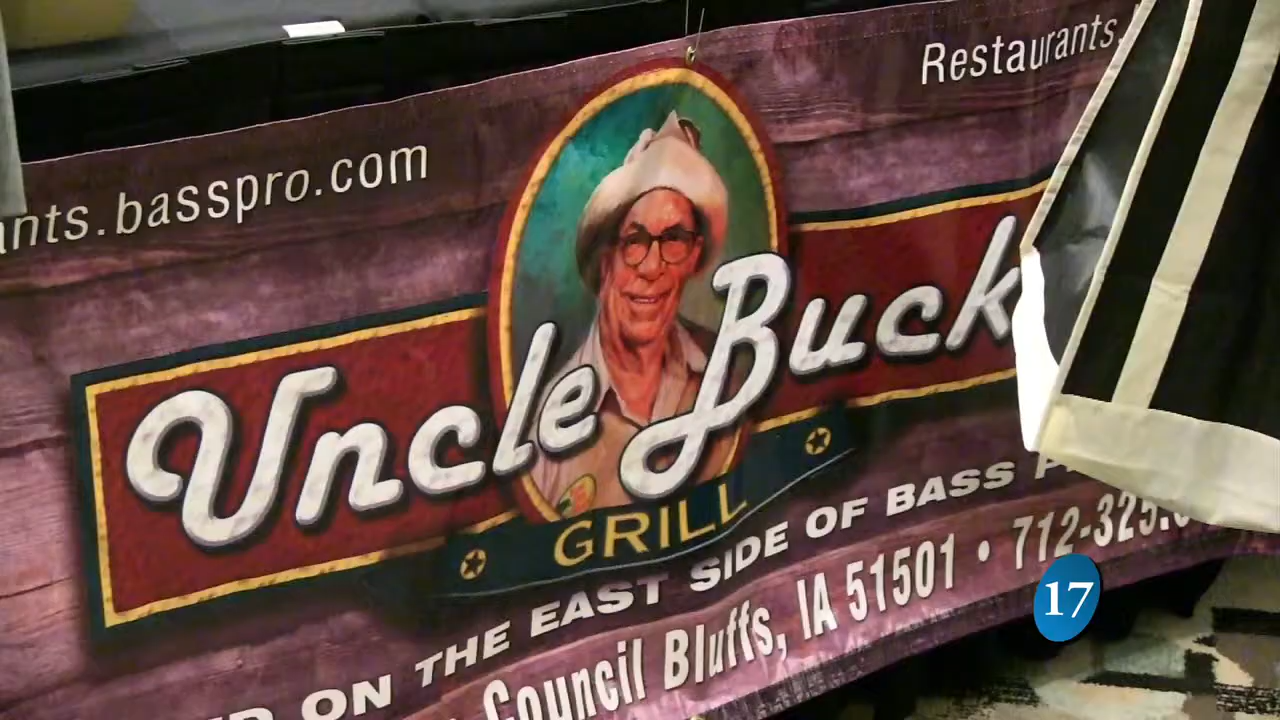 Restaurants.
ants.basspro.com
Uncle Buck
GRILL
ON THE EAST SIDE OF BASS
Council Bluffs, IA 51501 • 712-325.
17